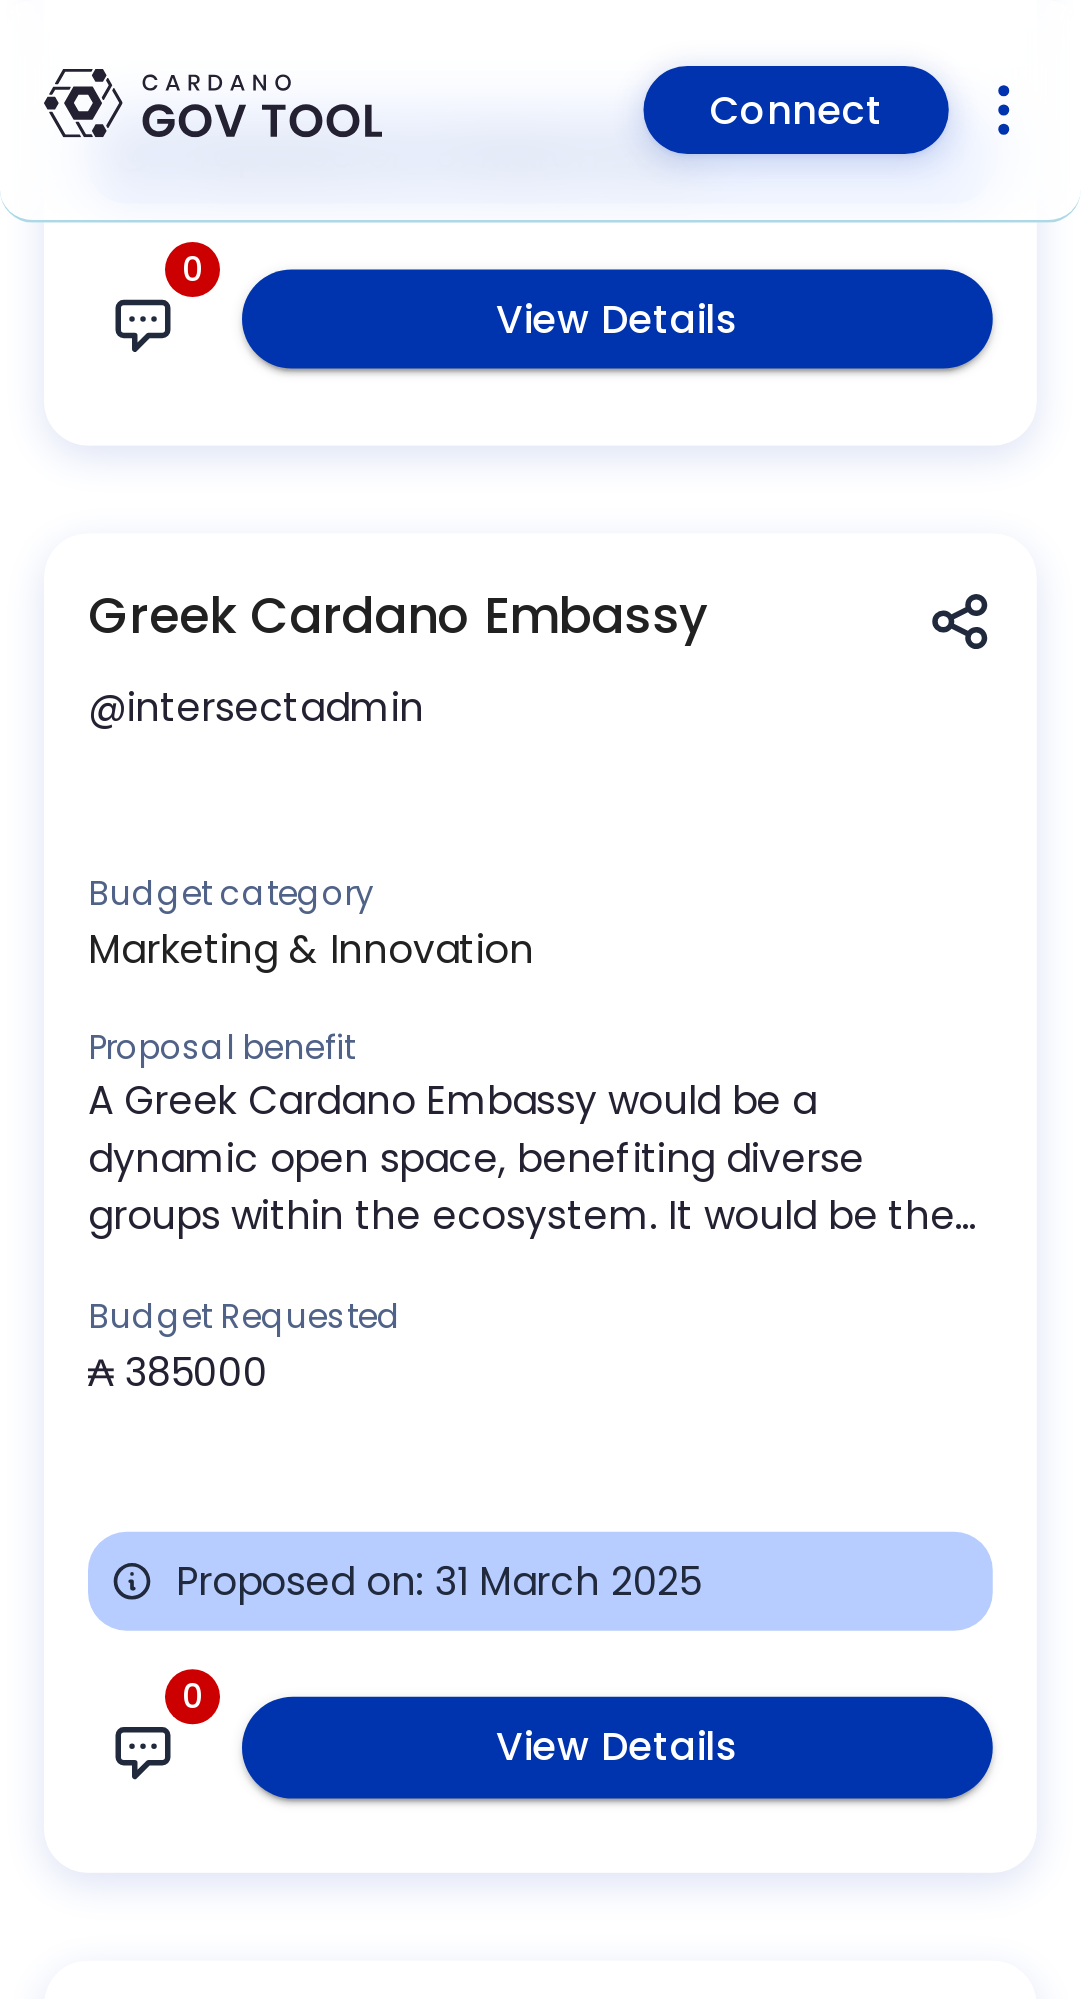 CARDANO
GOV TOOL
Connect
0
View Details
Greek Cardano Embassy
@intersectadmin
Budget category
Marketing & Innovation
Proposal benefit
A Greek Cardano Embassy would be a
dynamic open space, benefiting diverse
groups within the ecosystem. It would be the...
Budget Requested
₳ 385000
Proposed on: 31 March 2025
0
View Details